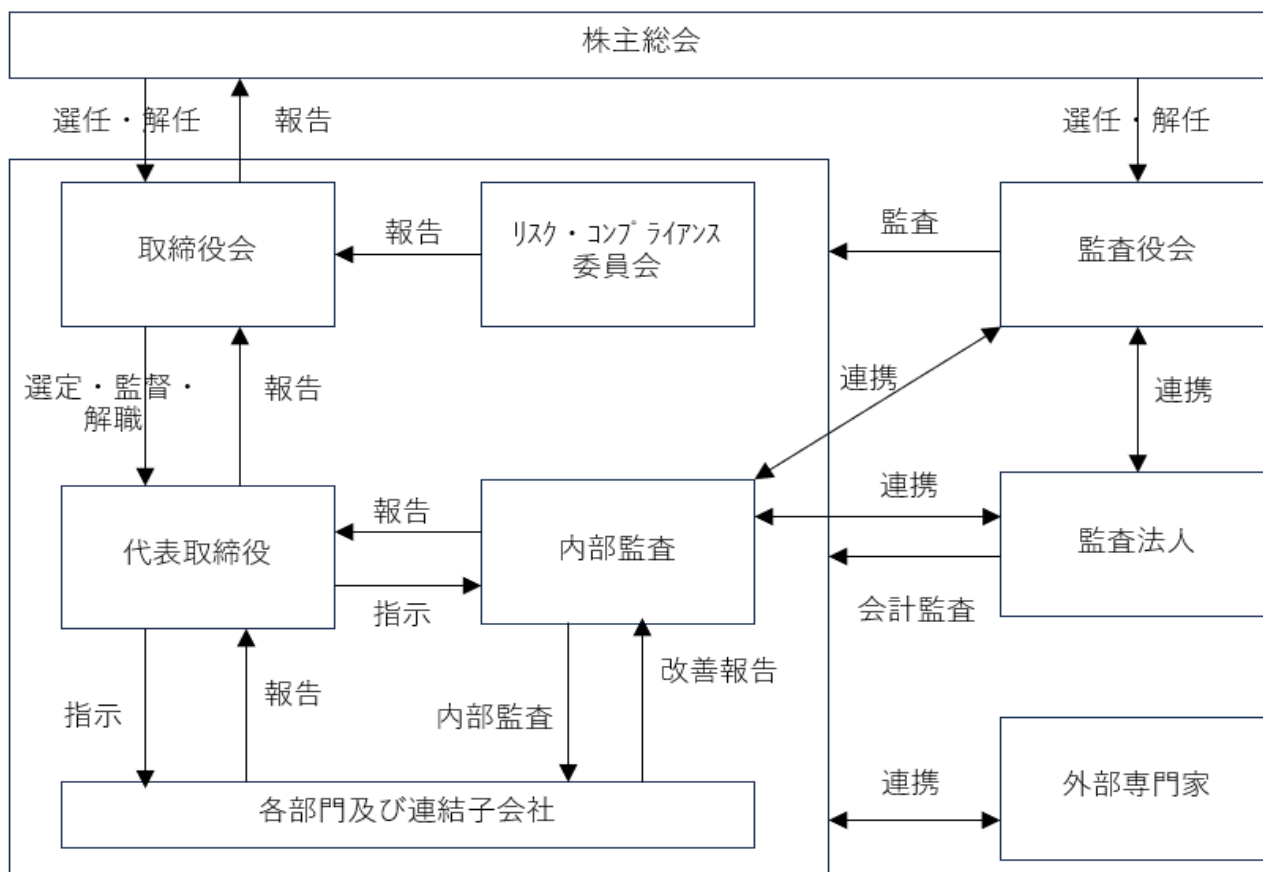 株主総会
選任・解任
報告
選任・解任
取締役会
報告
リスク・コンプライアンス
委員会
監査
監査役会
選定・監督・
解職
報告
連携
連携
代表取締役
報告
指示
内部監査
連携
会計監査
監査法人
指示
報告
内部監査
改善報告
各部門及び連結子会社
連携
外部専門家